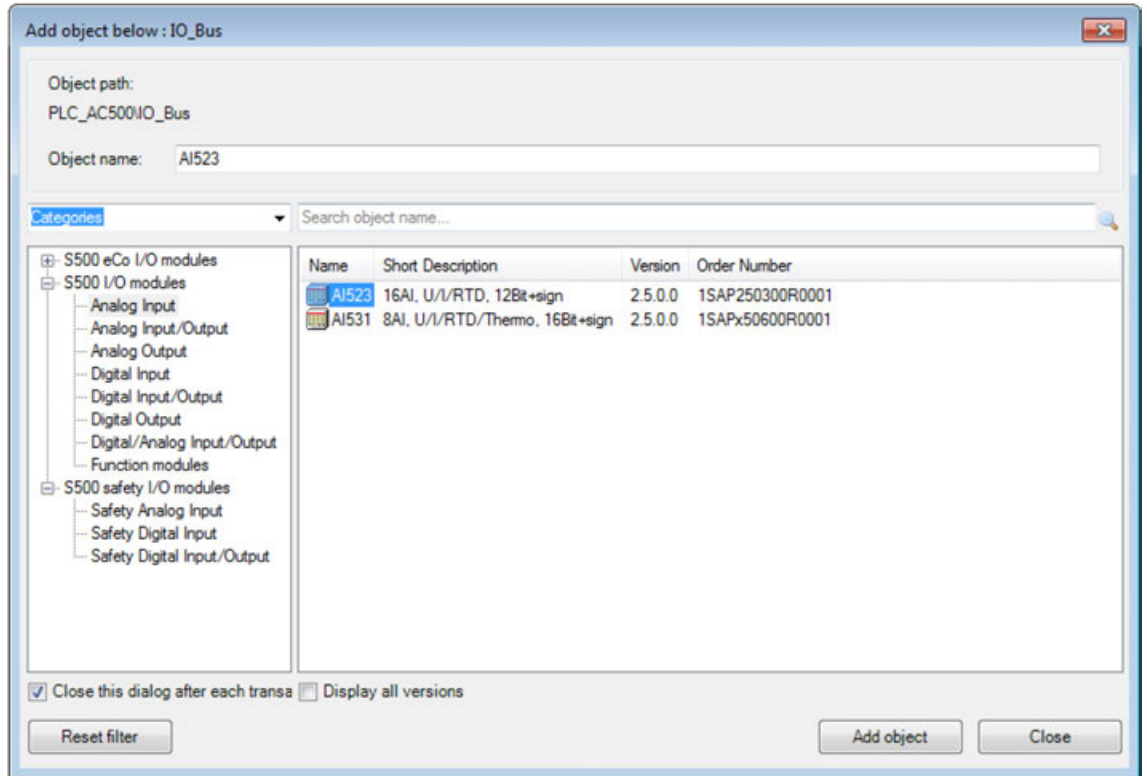 Add object below : IO_Bus
Object path:
PLC_AC500\IO_Bus
Object name: AI523
Categories
Search object name...
S500 eCo I/O modules
S500 I/O modules
Analog Input
Analog Input/Output
Analog Output
Digital Input
Digital Input/Output
Digital Output
Digital/Analog Input/Output
Function modules
S500 safety I/O modules
Safety Analog Input
Safety Digital Input
Safety Digital Input/Output
Name Short Description Version Order Number
AI523 16AI, U/I/RTD, 12Bit+sign 2.5.0.0 1SAP250300R0001
AI531 8AI, U/I/RTD/Thermo, 16Bit+sign 2.5.0.0 1SAPx50600R0001
Close this dialog after each transa
Display all versions
Reset filter
Add object
Close